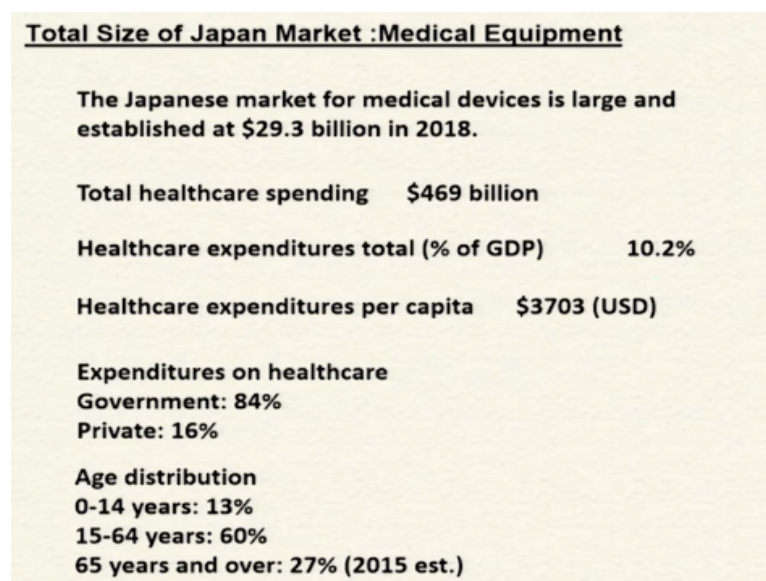 Total Size of Japan Market :Medical Equipment
The Japanese market for medical devices is large and
established at $29.3 billion in 2018.
Total healthcare spending $469 billion
Healthcare expenditures total (% of GDP) 10.2%
Healthcare expenditures per capita $3703 (USD)
Expenditures on healthcare
Government: 84%
Private: 16%
Age distribution
0-14 years: 13%
15-64 years: 60%
65 years and over: 27% (2015 est.)